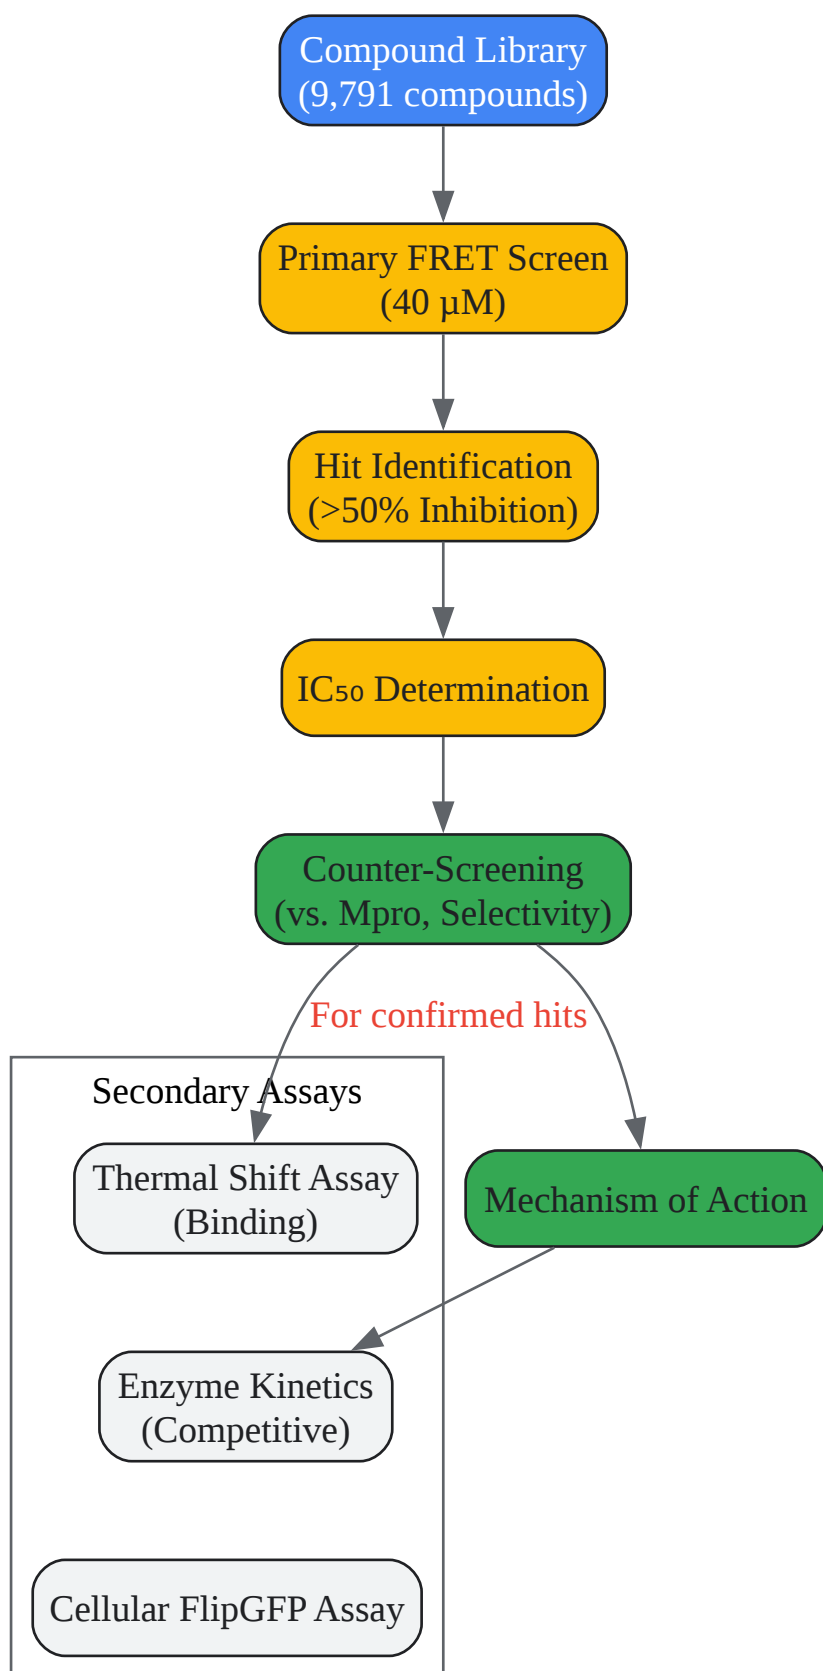 Compound Library
(9,791 compounds)
Primary FRET Screen
(40 µM)
Hit Identification
(>50% Inhibition)
IC₅₀ Determination
Counter-Screening
(vs. Mpro, Selectivity)
For confirmed hits
Secondary Assays
Thermal Shift Assay
(Binding)
Mechanism of Action
Enzyme Kinetics
(Competitive)
Cellular FlipGFP Assay